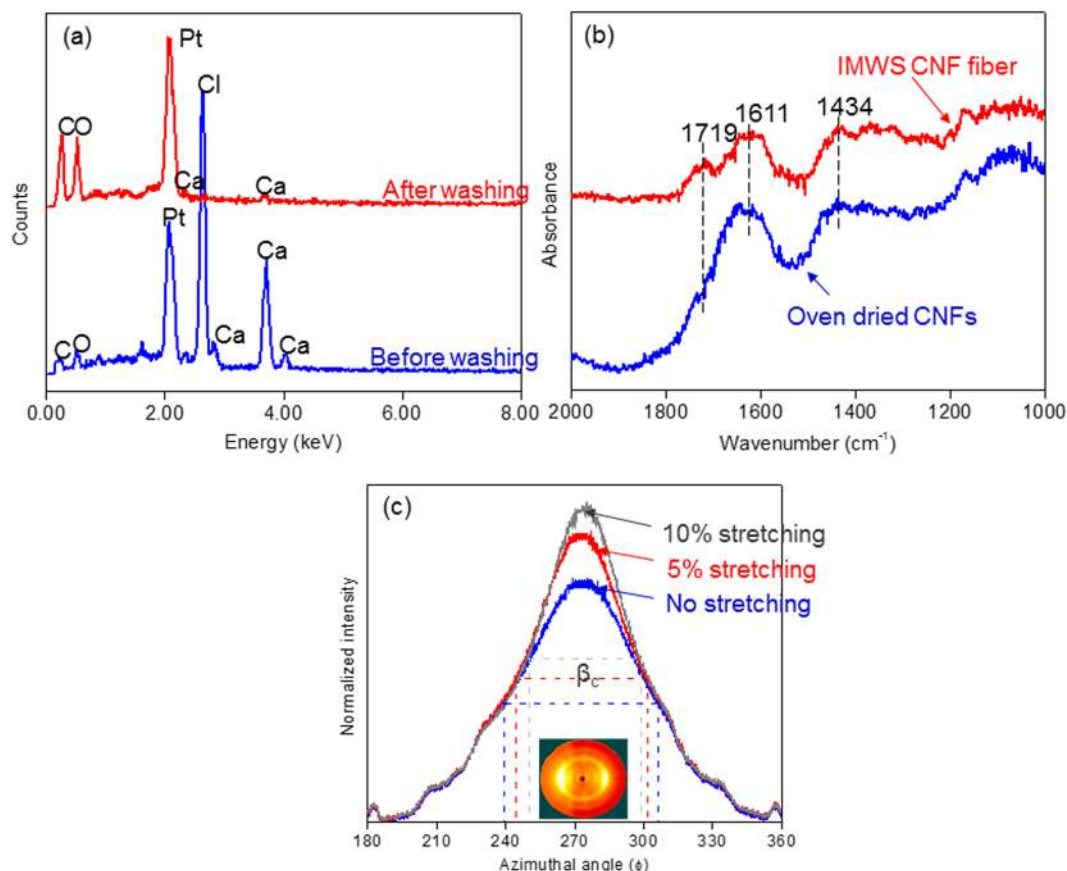 (a)
Pt
Cl
C
O
Ca
Ca
After washing
Pt
Ca
Ca
Ca
C
O
Before washing
Counts
0.00
2.00
4.00
6.00
8.00
Energy (keV)
(b)
IMWS CNF fiber
1719
1611
1434
Oven dried CNFs
Absorbance
2000
1800
1600
1400
1200
1000
Wavenumber (cm⁻¹)
(c)
10% stretching
5% stretching
No stretching
βc
Normalized intensity
180
210
240
270
300
330
360
Azimuthal angle (ϕ)